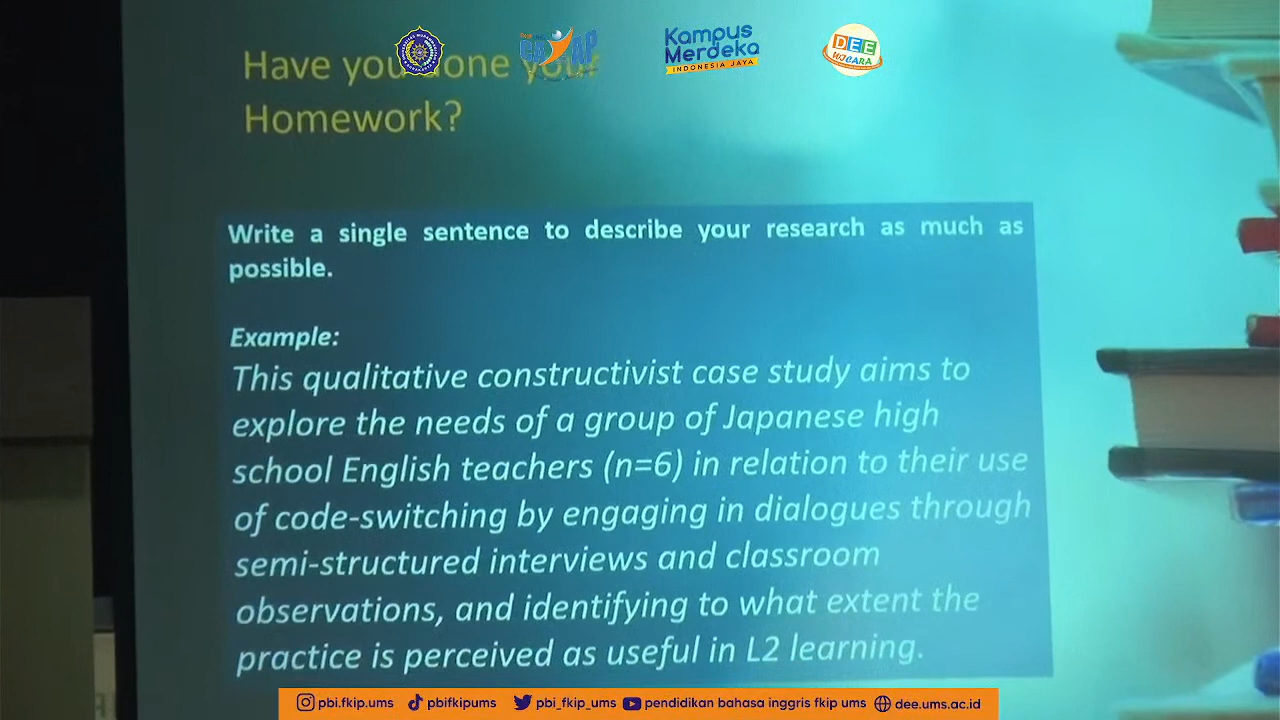 Kampus
Merdeka
INDONESIA JAYA
DEE
WICARA
Have you done your
Homework?
Write a single sentence to describe your research as much as
possible.
Example:
This qualitative constructivist case study aims to
explore the needs of a group of Japanese high
school English teachers (n=6) in relation to their use
of code-switching by engaging in dialogues through
semi-structured interviews and classroom
observations, and identifying to what extent the
practice is perceived as useful in L2 learning.
pbi.fkip.ums pbifkipums pbi_fkip_ums pendidikan bahasa inggris fkip ums dee.ums.ac.id